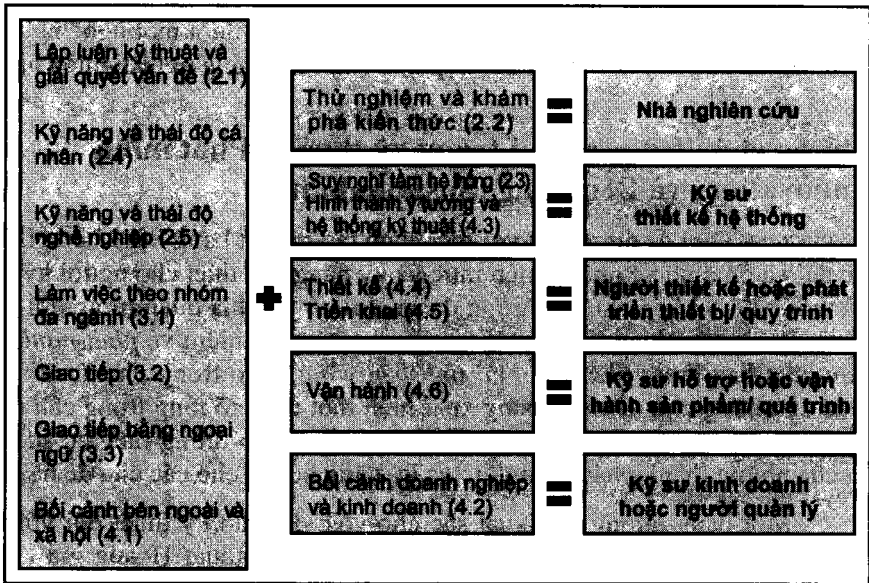 Lập luận kỹ thuật và
giải quyết vấn đề (2.1)
Kỹ năng và thái độ cá
nhân (2.4)
Kỹ năng và thái độ
nghề nghiệp (2.5)
Làm việc theo nhóm
đa ngành (3.1)
Giao tiếp (3.2)
Giao tiếp bằng ngoại
ngữ (3.3)
Bối cảnh bên ngoài và
xã hội (4.1)
+
Thử nghiệm và khám
phá kiến thức (2.2)
=
Nhà nghiên cứu
Suy nghĩ tầm hệ thống (2.3)
Hình thành ý tưởng và
hệ thống kỹ thuật (4.3)
=
Kỹ sư
thiết kế hệ thống
Thiết kế (4.4)
Triển khai (4.5)
=
Người thiết kế hoặc phát
triển thiết bị/ quy trình
Vận hành (4.6)
=
Kỹ sư hỗ trợ hoặc vận
hành sản phẩm/ quá trình
Bối cảnh doanh nghiệp
và kinh doanh (4.2)
=
Kỹ sư kinh doanh
hoặc người quản lý